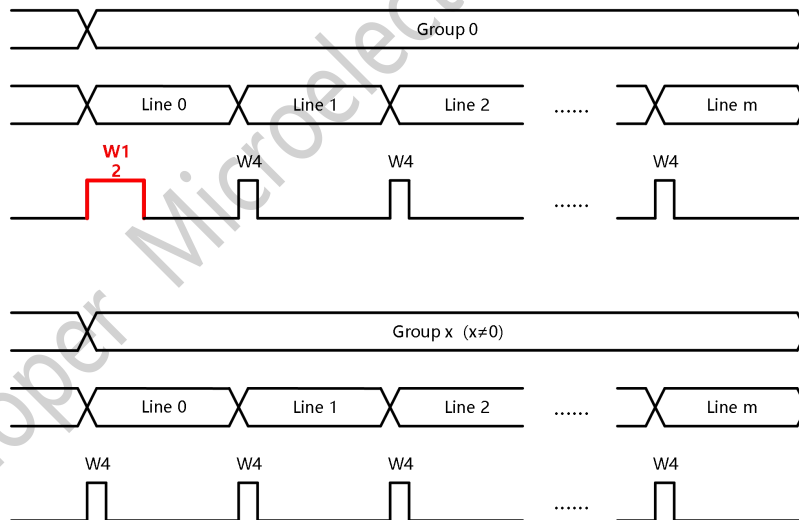 Group 0
Line 0 Line 1 Line 2 ...... Line m
W1
2
W4 W4 W4
......
Group x (x≠0)
Line 0 Line 1 Line 2 ...... Line m
W4 W4 W4 W4
......